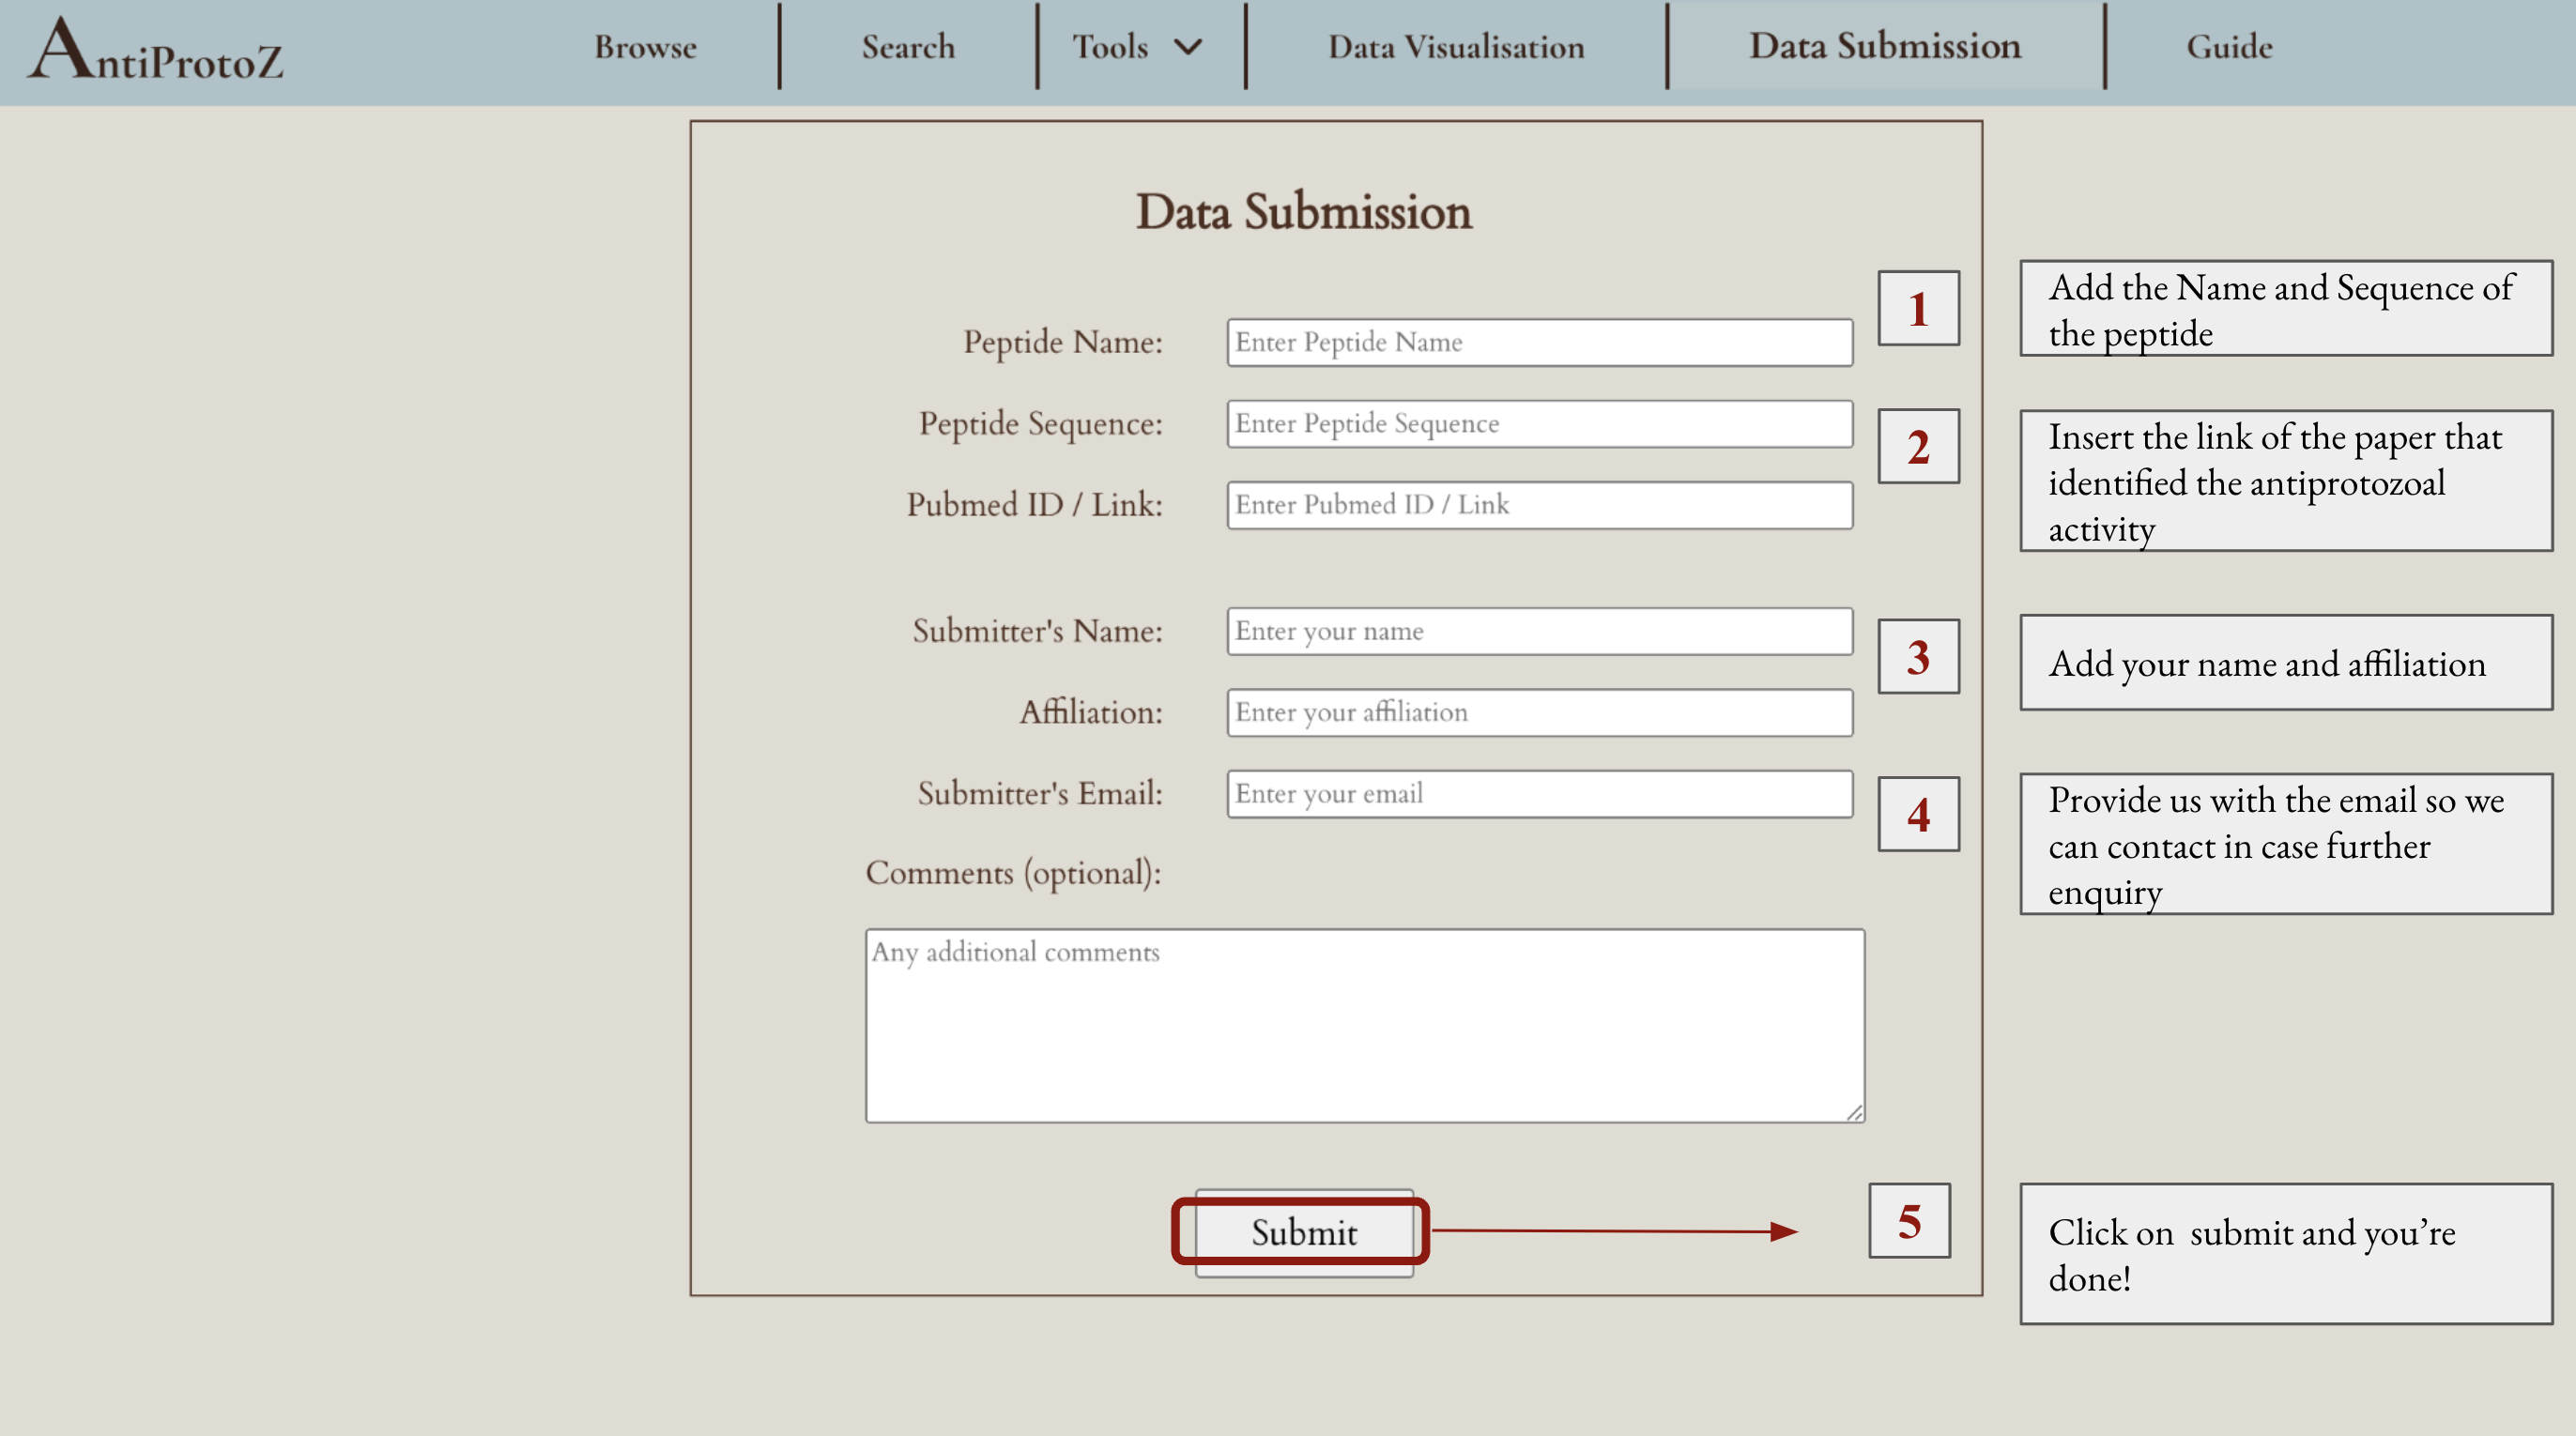 AntiProtoZ
Browse
Search
Tools
Data Visualisation
Data Submission
Guide
Data Submission
Peptide Name:
Enter Peptide Name
1
Add the Name and Sequence of
the peptide
Peptide Sequence:
Enter Peptide Sequence
2
Insert the link of the paper that
identified the antiprotozoal
activity
Pubmed ID / Link:
Enter Pubmed ID / Link
Submitter's Name:
Enter your name
3
Add your name and affiliation
Affiliation:
Enter your affiliation
Submitter's Email:
Enter your email
4
Provide us with the email so we
can contact in case further
enquiry
Comments (optional):
Any additional comments
Submit
5
Click on  submit and you’re
done!